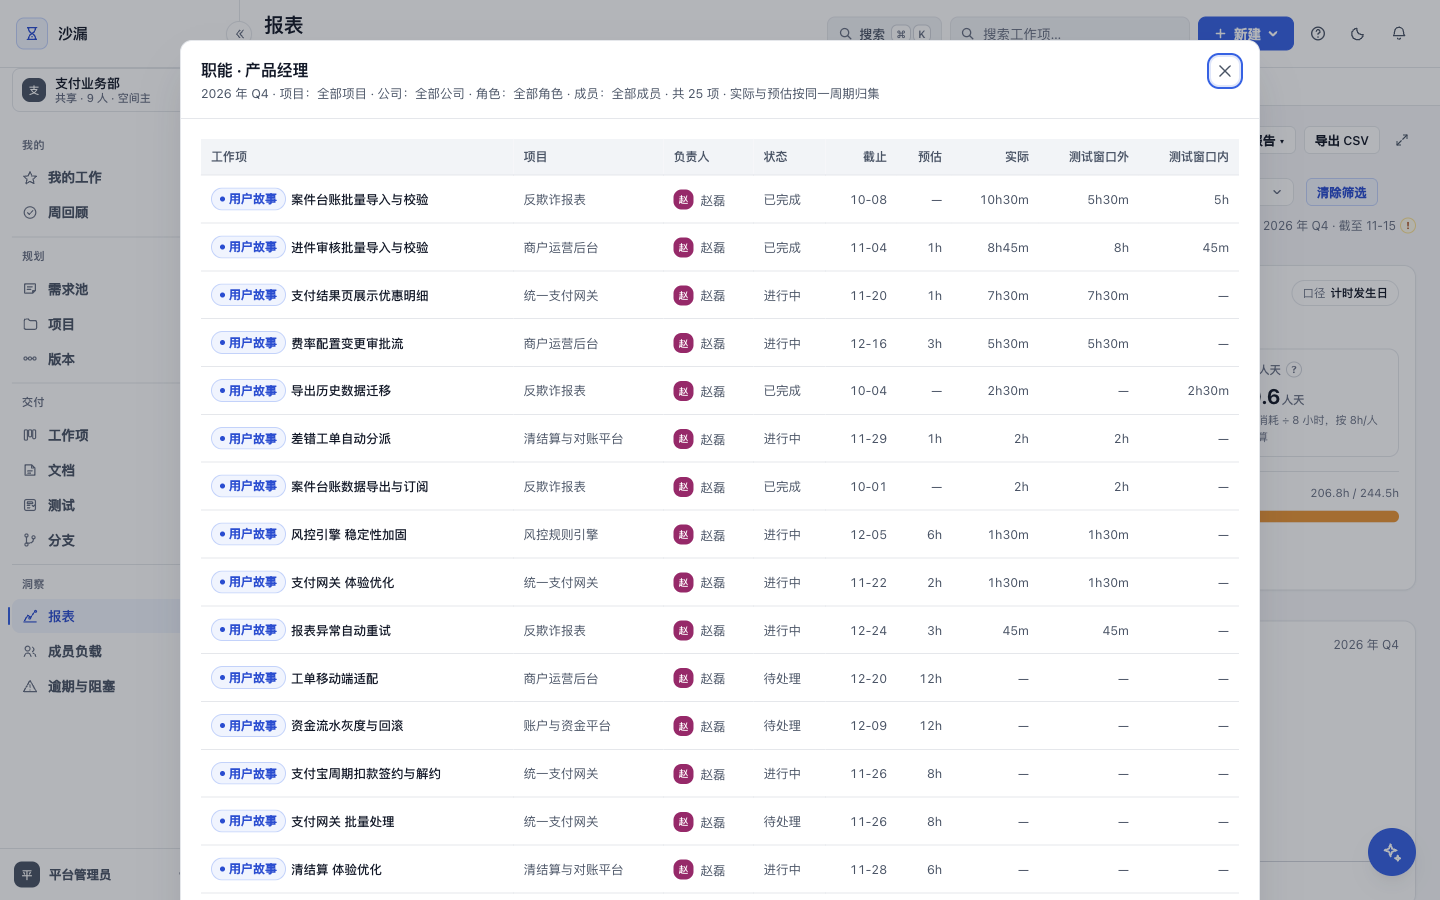 沙漏
«
报表
搜索 ⌘ K
搜索工作项...
+ 新建
支 支付业务部
共享 · 9 人 · 空间主
我的
我的工作
周回顾
规划
需求池
项目
版本
交付
工作项
文档
测试
分支
洞察
报表
成员负载
逾期与阻塞
平 平台管理员
职能 · 产品经理
2026 年 Q4 · 项目：全部项目 · 公司：全部公司 · 角色：全部角色 · 成员：全部成员 · 共 25 项 · 实际与预估按同一周期归集
工作项 项目 负责人 状态 截止 预估 实际 测试窗口外 测试窗口内
用户故事 案件台账批量导入与校验 反欺诈报表 赵 赵磊 已完成 10-08 — 10h30m 5h30m 5h
用户故事 进件审核批量导入与校验 商户运营后台 赵 赵磊 已完成 11-04 1h 8h45m 8h 45m
用户故事 支付结果页展示优惠明细 统一支付网关 赵 赵磊 进行中 11-20 1h 7h30m 7h30m —
用户故事 费率配置变更审批流 商户运营后台 赵 赵磊 进行中 12-16 3h 5h30m 5h30m —
用户故事 导出历史数据迁移 反欺诈报表 赵 赵磊 已完成 10-04 — 2h30m — 2h30m
用户故事 差错工单自动分派 清结算与对账平台 赵 赵磊 进行中 11-29 1h 2h 2h —
用户故事 案件台账数据导出与订阅 反欺诈报表 赵 赵磊 已完成 10-01 — 2h 2h —
用户故事 风控引擎 稳定性加固 风控规则引擎 赵 赵磊 进行中 12-05 6h 1h30m 1h30m —
用户故事 支付网关 体验优化 统一支付网关 赵 赵磊 进行中 11-22 2h 1h30m 1h30m —
用户故事 报表异常自动重试 反欺诈报表 赵 赵磊 进行中 12-24 3h 45m 45m —
用户故事 工单移动端适配 商户运营后台 赵 赵磊 待处理 12-20 12h — — —
用户故事 资金流水灰度与回滚 账户与资金平台 赵 赵磊 待处理 12-09 12h — — —
用户故事 支付宝周期扣款签约与解约 统一支付网关 赵 赵磊 进行中 11-26 8h — — —
用户故事 支付网关 批量处理 统一支付网关 赵 赵磊 待处理 11-26 8h — — —
用户故事 清结算 体验优化 清结算与对账平台 赵 赵磊 进行中 11-28 6h — — —
告 导出 CSV
清除筛选
2026 年 Q4 · 截至 11-15 !
口径 计时发生日
人天 ?
.6 人天
消耗 ÷ 8 小时，按 8h/人
算
206.8h / 244.5h
2026 年 Q4